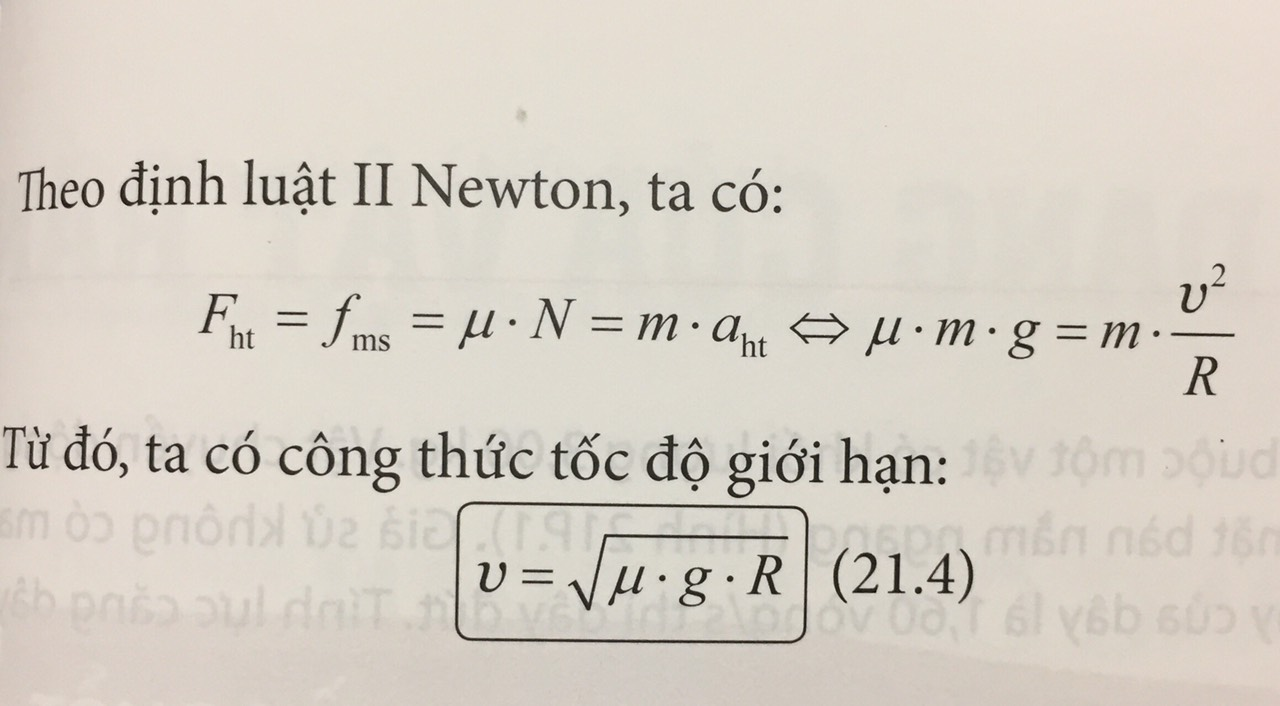 Theo định luật II Newton, ta có:
F_ht = f_ms = μ · N = m · a_ht ⇔ μ · m · g = m · v²/R
Từ đó, ta có công thức tốc độ giới hạn:
v = √(μ · g · R) (21.4)